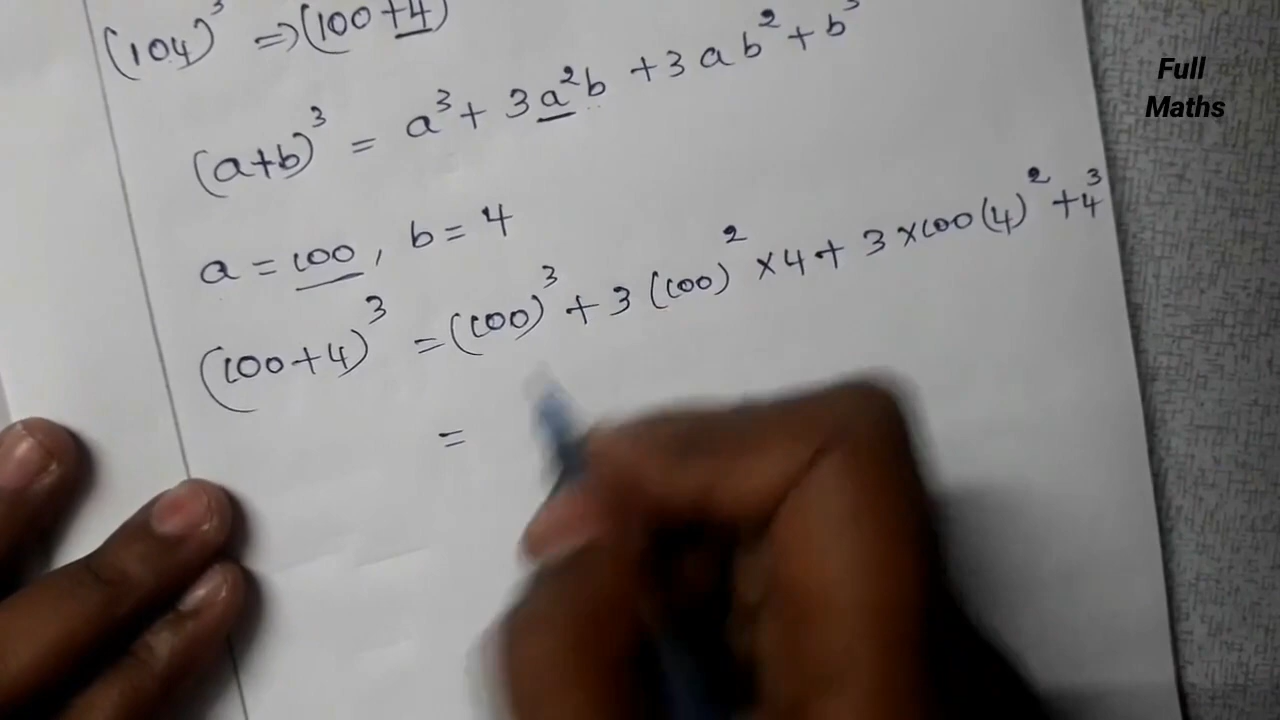 (104)³ ⇒ (100 + 4)
(a+b)³ = a³ + 3a²b + 3ab² + b³
a = 100, b = 4
(100+4)³ = (100)³ + 3(100)² × 4 + 3 × 100(4)² + 4³
=
Full
Maths